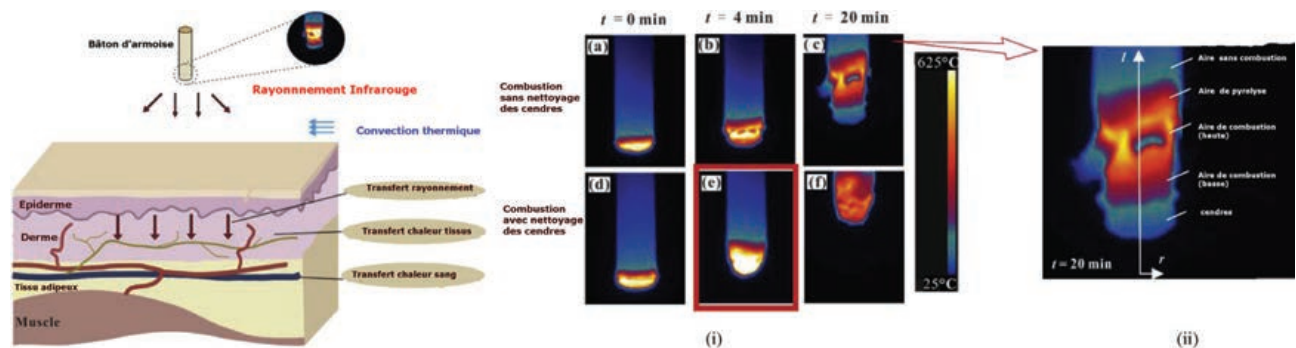 Bâton d'armoise
Rayonnnement Infrarouge
Convection thermique
Transfert rayonnement
Epiderme
Transfert chaleur tissus
Derme
Transfert chaleur sang
Tissu adipeux
Muscle
t = 0 min
t = 4 min
t = 20 min
Combustion
sans nettoyage
des cendres
(a)
(b)
(c)
Combustion
avec nettoyage
des cendres
(d)
(e)
(f)
625°C
25°C
(i)
l
Aire sans combustion
Aire de pyrelyse
Aire de combustion
(haute)
Aire de combustion
(basse)
cendres
t = 20 min
r
(ii)